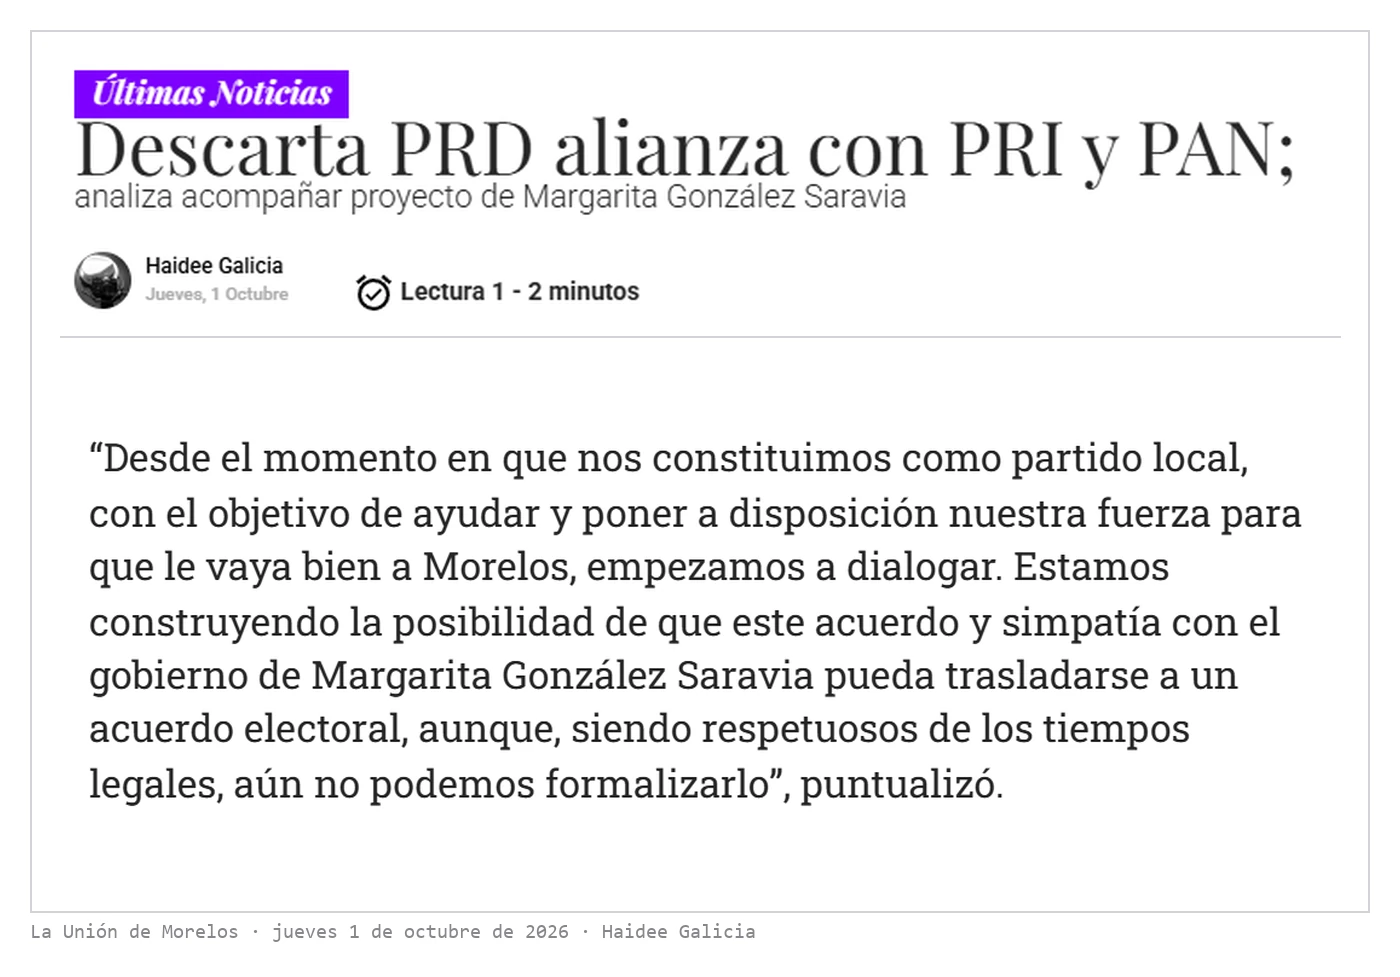 Últimas Noticias
Descarta PRD alianza con PRI y PAN;
analiza acompañar proyecto de Margarita González Saravia
Haidee Galicia
Jueves, 1 Octubre
Lectura 1 - 2 minutos
“Desde el momento en que nos constituimos como partido local,
con el objetivo de ayudar y poner a disposición nuestra fuerza para
que le vaya bien a Morelos, empezamos a dialogar. Estamos
construyendo la posibilidad de que este acuerdo y simpatía con el
gobierno de Margarita González Saravia pueda trasladarse a un
acuerdo electoral, aunque, siendo respetuosos de los tiempos
legales, aún no podemos formalizarlo”, puntualizó.
La Unión de Morelos · jueves 1 de octubre de 2026 · Haidee Galicia